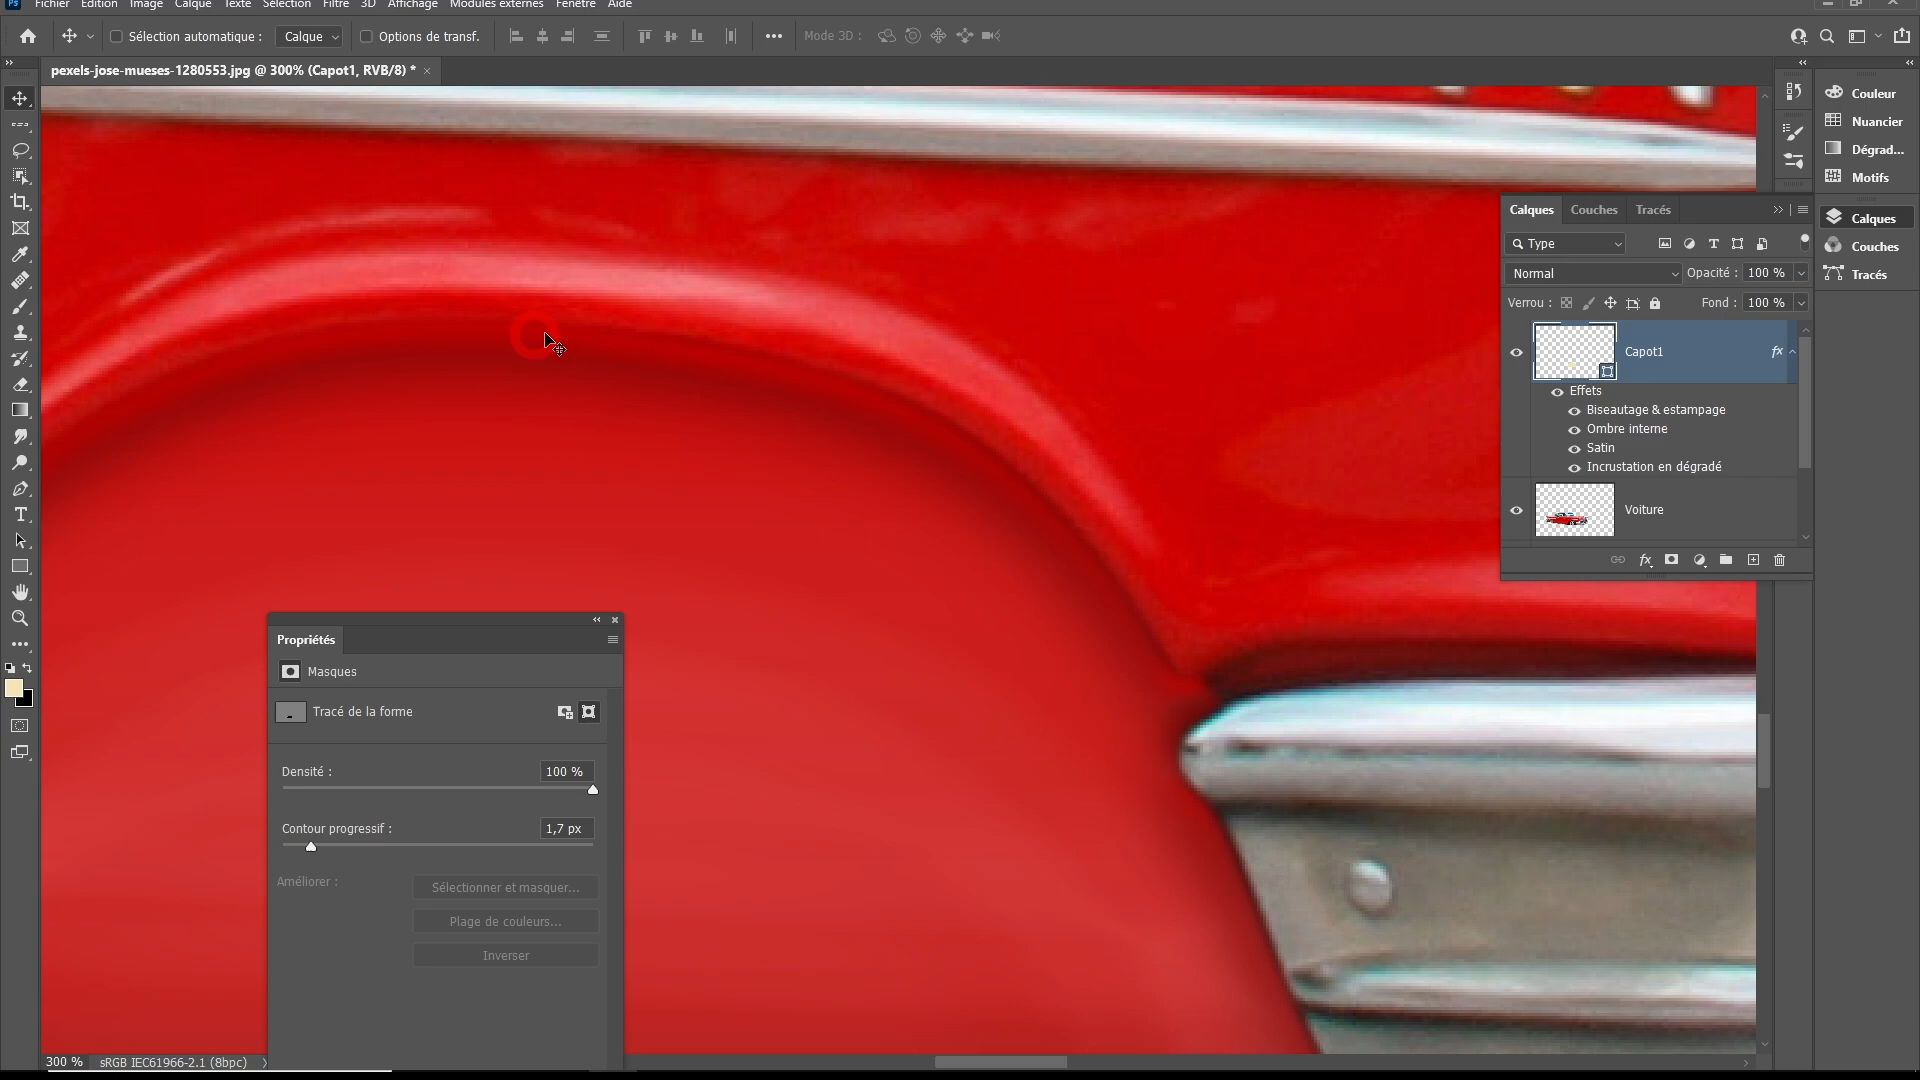 Ps Fichier Edition Image Calque Texte Sélection Filtre 3D Affichage Modules externes Fenêtre Aide
Sélection automatique : Calque Options de transf. Mode 3D :
pexels-jose-mueses-1280553.jpg @ 300% (Capot1, RVB/8) *
Couleur
Nuancier
Dégrad...
Motifs
Calques
Couches
Tracés
Calques Couches Tracés
Type
Normal Opacité : 100 %
Verrou : Fond : 100 %
Capot1 fx
Effets
Biseautage & estampage
Ombre interne
Satin
Incrustation en dégradé
Voiture
fx
Propriétés
Masques
Tracé de la forme
Densité : 100 %
Contour progressif : 1,7 px
Améliorer : Sélectionner et masquer...
Plage de couleurs...
Inverser
300 % sRGB IEC61966-2.1 (8bpc)